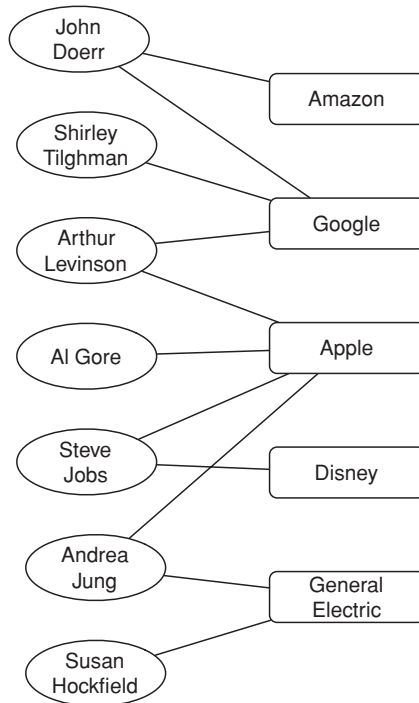 John
Doerr
Amazon
Shirley
Tilghman
Google
Arthur
Levinson
Apple
Al Gore
Steve
Jobs
Disney
Andrea
Jung
General
Electric
Susan
Hockfield